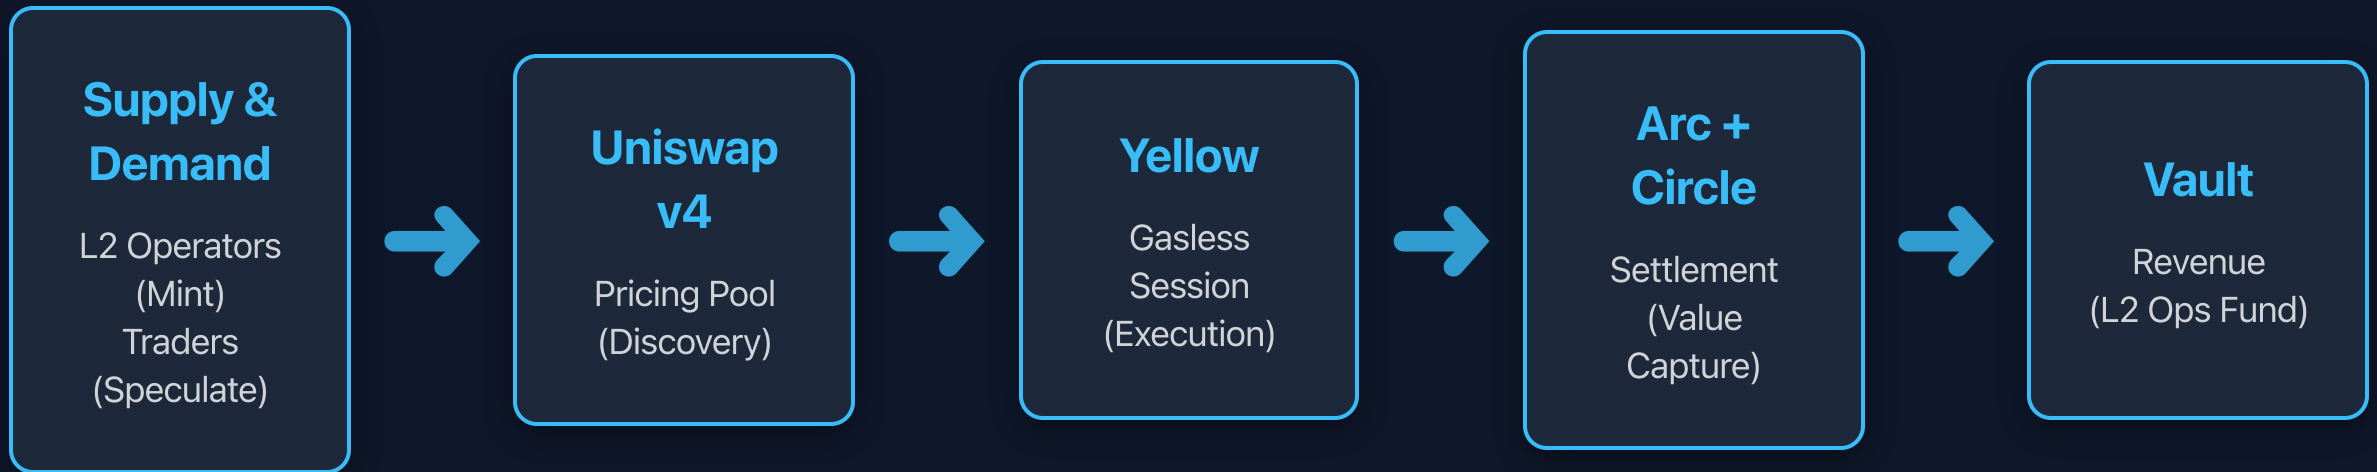 Supply &
Demand
L2 Operators
(Mint)
Traders
(Speculate)
Uniswap
v4
Pricing Pool
(Discovery)
Yellow
Gasless
Session
(Execution)
Arc +
Circle
Settlement
(Value
Capture)
Vault
Revenue
(L2 Ops Fund)